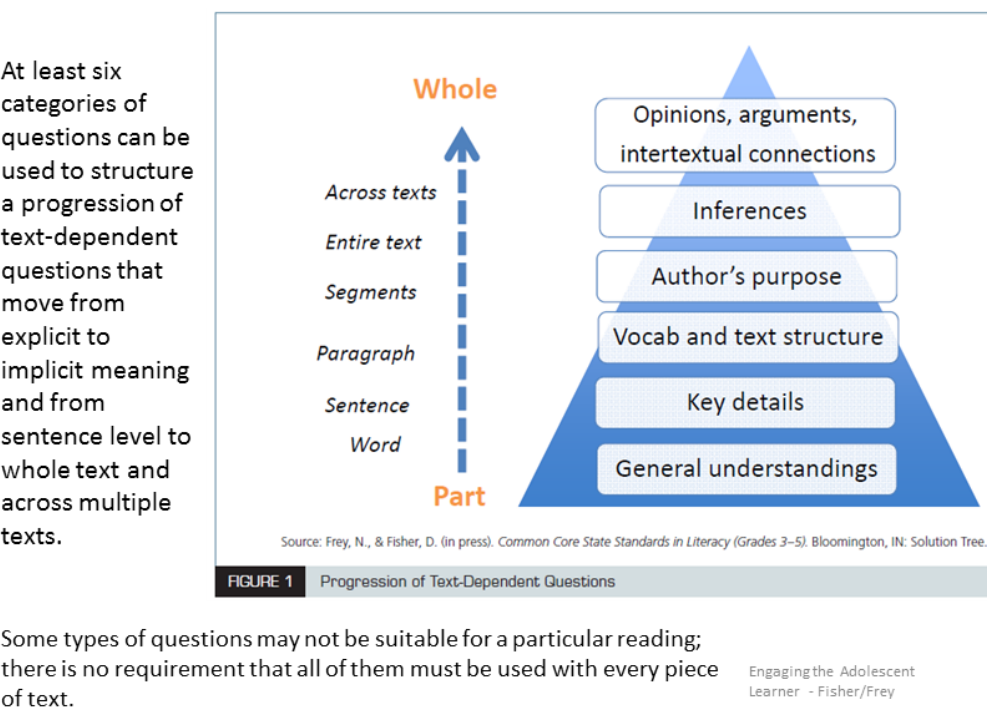 At least six
categories of
questions can be
used to structure
a progression of
text-dependent
questions that
move from
explicit to
implicit meaning
and from
sentence level to
whole text and
across multiple
texts.
Whole
Across texts
Entire text
Segments
Paragraph
Sentence
Word
Part
Opinions, arguments,
intertextual connections
Inferences
Author’s purpose
Vocab and text structure
Key details
General understandings
Source: Frey, N., & Fisher, D. (in press). Common Core State Standards in Literacy (Grades 3–5). Bloomington, IN: Solution Tree.
FIGURE 1 Progression of Text-Dependent Questions
Some types of questions may not be suitable for a particular reading;
there is no requirement that all of them must be used with every piece
of text.
Engaging the Adolescent
Learner - Fisher/Frey